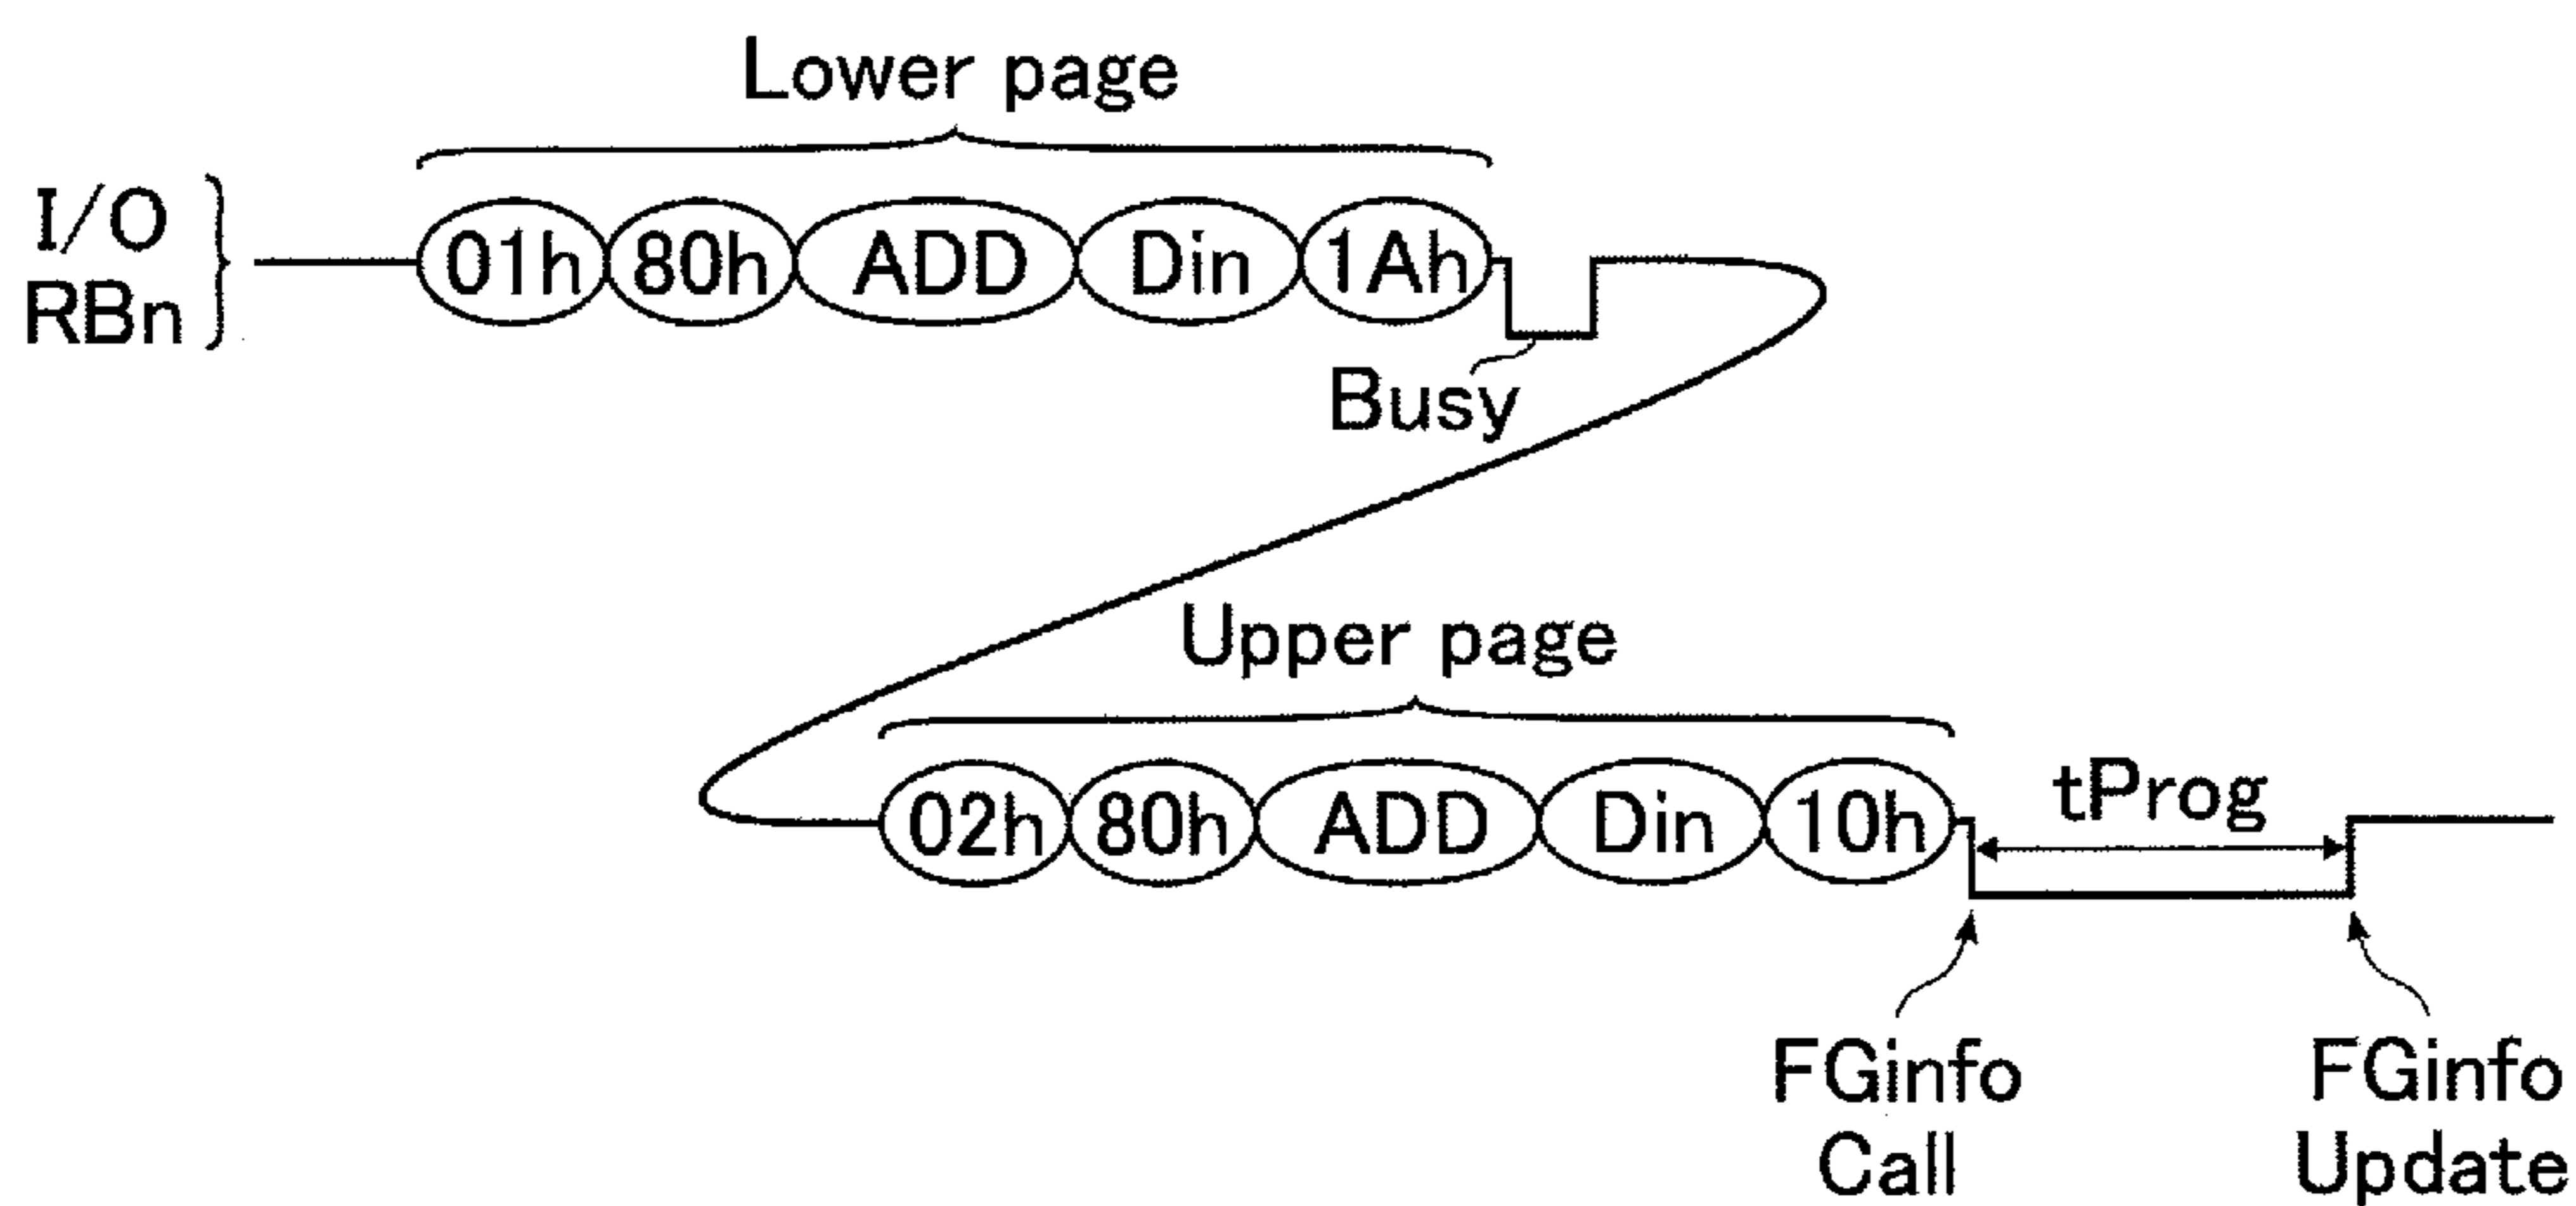 Lower page
I/O
RBn
01h 80h ADD Din 1Ah
Busy
Upper page
02h 80h ADD Din 10h
tProg
FGinfo
Call
FGinfo
Update